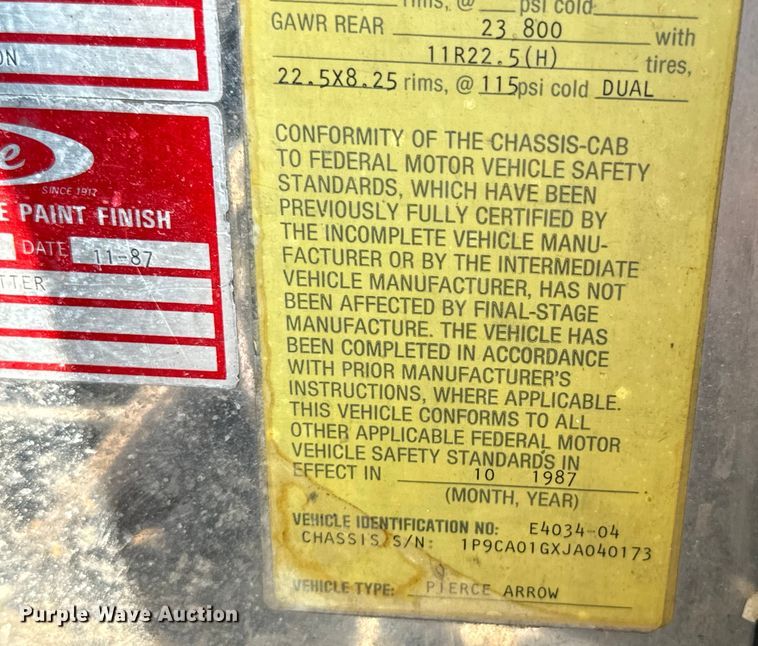 ON
e
SINCE 1917
E PAINT FINISH
DATE 11-87
TTER
rims, @ psi cold
GAWR REAR 23,800 with
11R22.5(H) tires,
22.5X8.25 rims, @ 115psi cold DUAL
CONFORMITY OF THE CHASSIS-CAB
TO FEDERAL MOTOR VEHICLE SAFETY
STANDARDS, WHICH HAVE BEEN
PREVIOUSLY FULLY CERTIFIED BY
THE INCOMPLETE VEHICLE MANU-
FACTURER OR BY THE INTERMEDIATE
VEHICLE MANUFACTURER, HAS NOT
BEEN AFFECTED BY FINAL-STAGE
MANUFACTURE. THE VEHICLE HAS
BEEN COMPLETED IN ACCORDANCE
WITH PRIOR MANUFACTURER'S
INSTRUCTIONS, WHERE APPLICABLE.
THIS VEHICLE CONFORMS TO ALL
OTHER APPLICABLE FEDERAL MOTOR
VEHICLE SAFETY STANDARDS IN
EFFECT IN 10 1987
(MONTH, YEAR)
VEHICLE IDENTIFICATION NO: E4034-04
CHASSIS S/N: 1P9CA01GXJA040173
VEHICLE TYPE: PIERCE ARROW
Purple Wave Auction